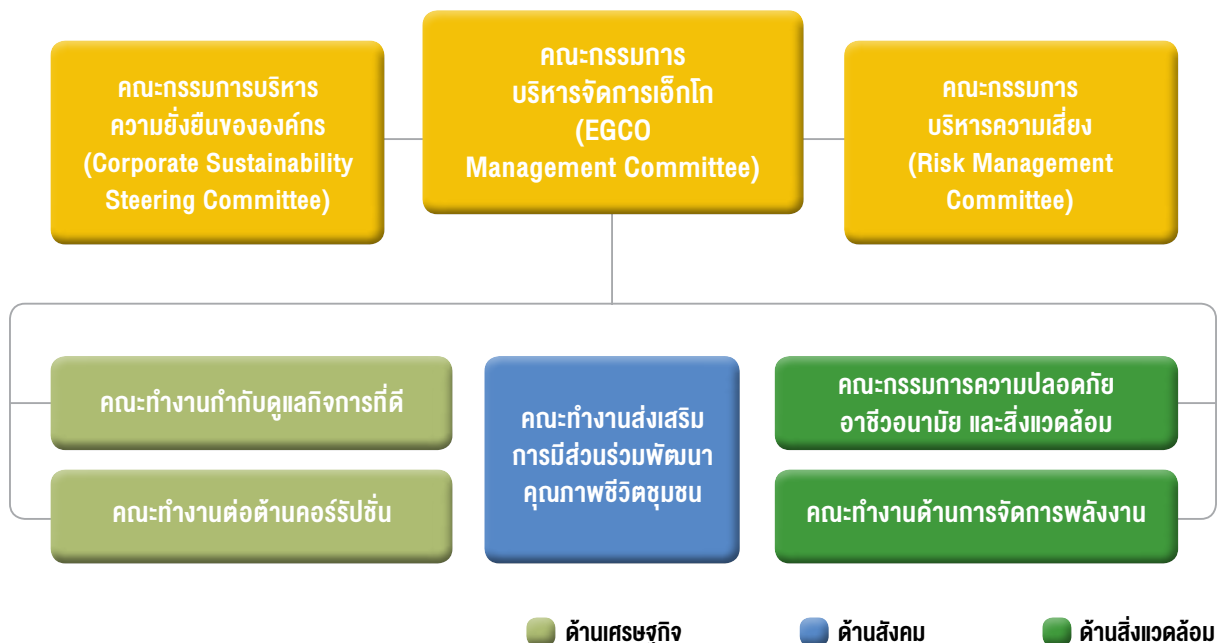 คณะกรรมการบริหาร
ความยั่งยืนขององค์กร
(Corporate Sustainability
Steering Committee)
คณะกรรมการ
บริหารจัดการเอ็กโก
(EGCO
Management Committee)
คณะกรรมการ
บริหารความเสี่ยง
(Risk Management
Committee)
คณะทำงานกำกับดูแลกิจการที่ดี
คณะทำงานต่อต้านคอร์รัปชั่น
คณะทำงานส่งเสริม
การมีส่วนร่วมพัฒนา
คุณภาพชีวิตชุมชน
คณะกรรมการความปลอดภัย
อาชีวอนามัย และสิ่งแวดล้อม
คณะทำงานด้านการจัดการพลังงาน
ด้านเศรษฐกิจ
ด้านสังคม
ด้านสิ่งแวดล้อม